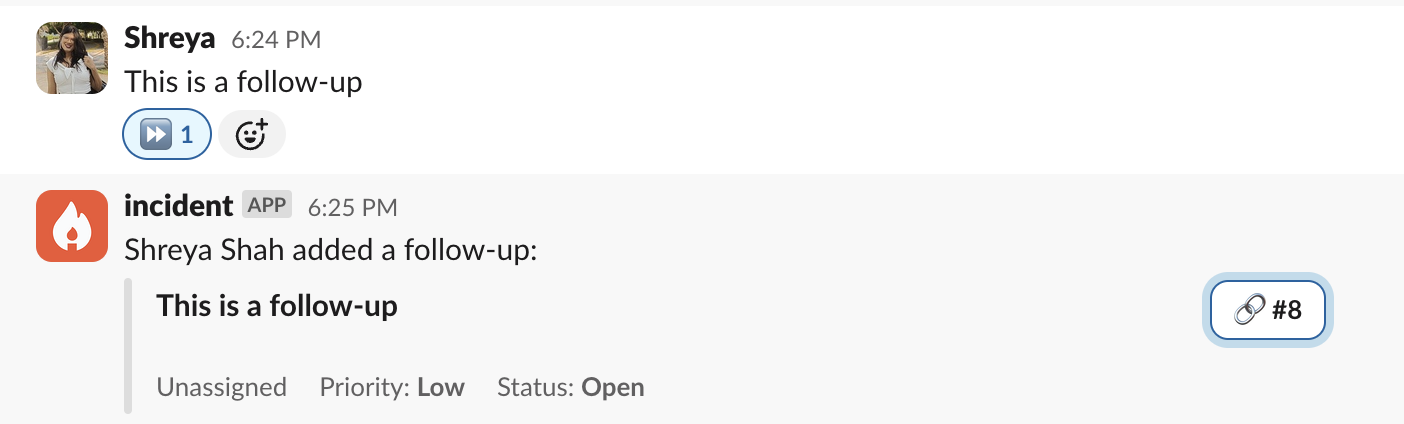 Shreya 6:24 PM
This is a follow-up
1
incident APP 6:25 PM
Shreya Shah added a follow-up:
This is a follow-up
#8
Unassigned Priority: Low Status: Open